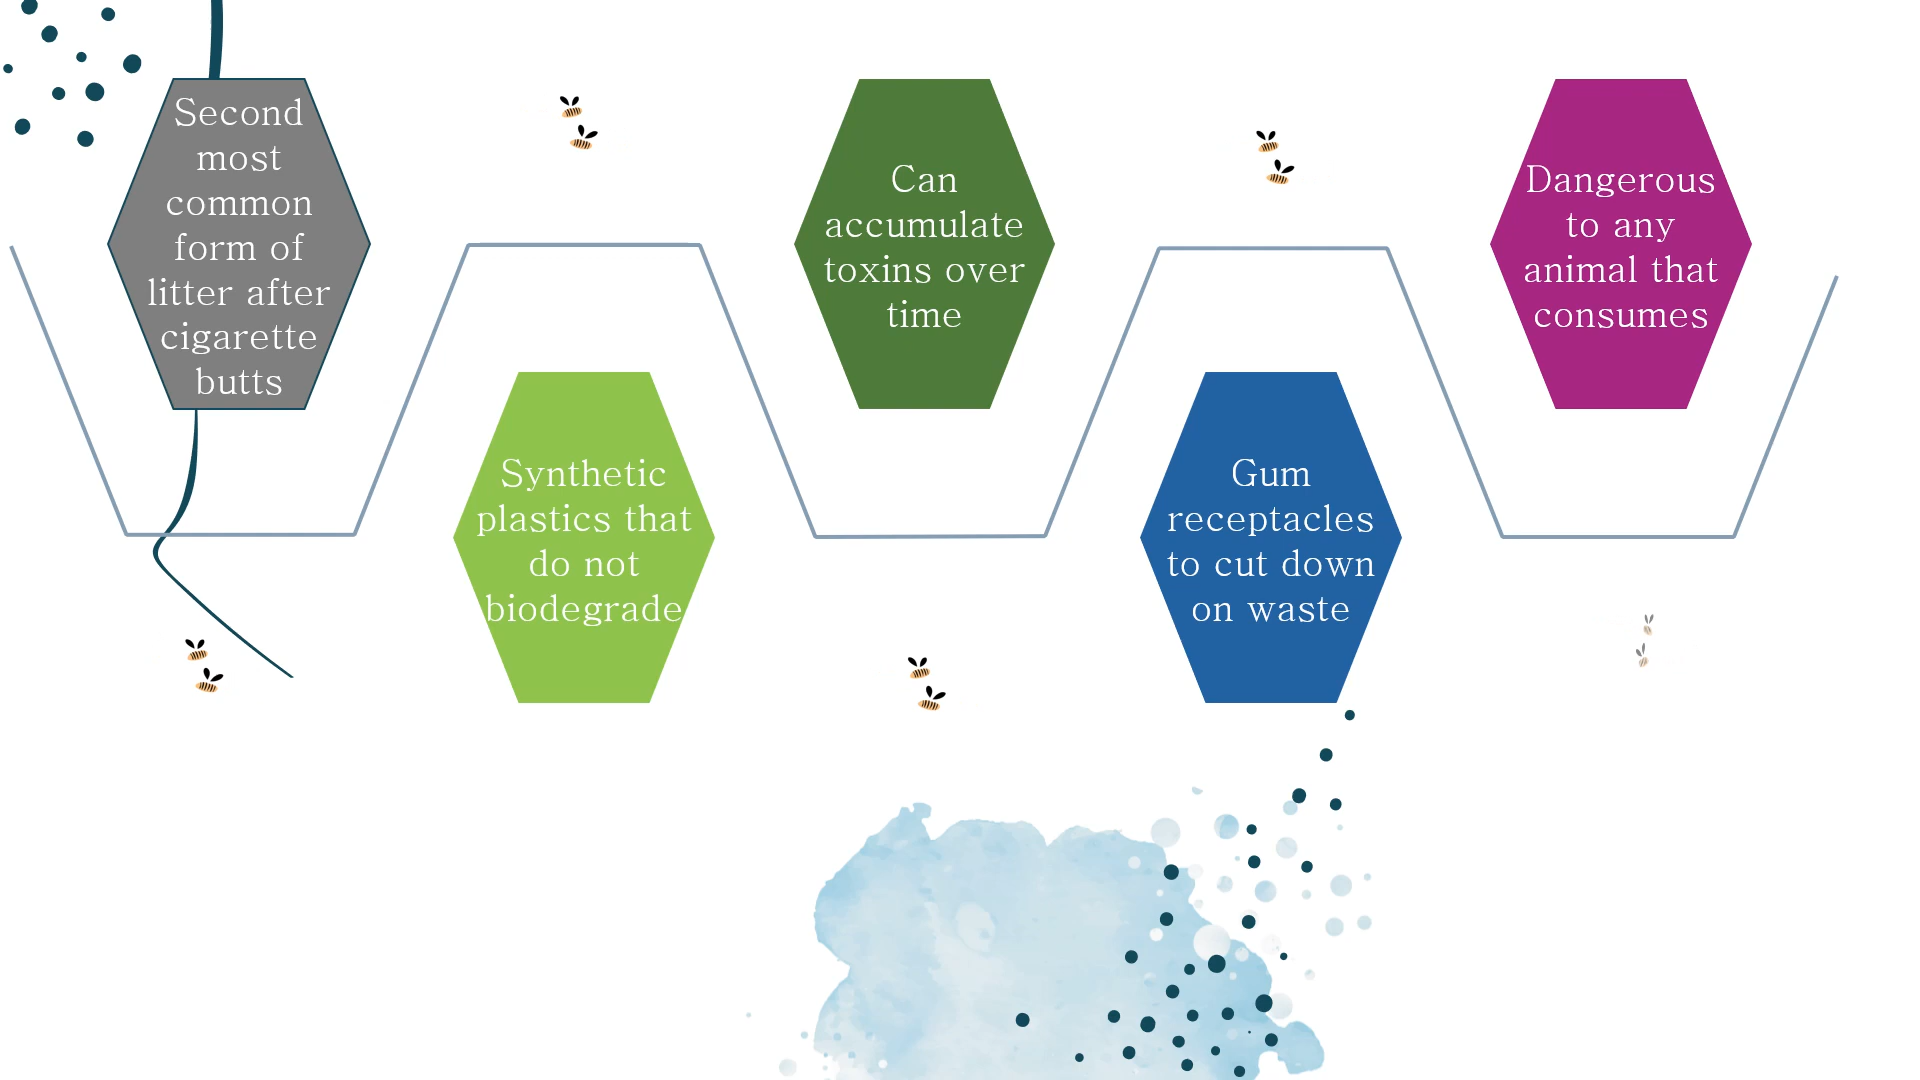 Second
most
common
form of
litter after
cigarette
butts
Synthetic
plastics that
do not
biodegrade
Can
accumulate
toxins over
time
Gum
receptacles
to cut down
on waste
Dangerous
to any
animal that
consumes